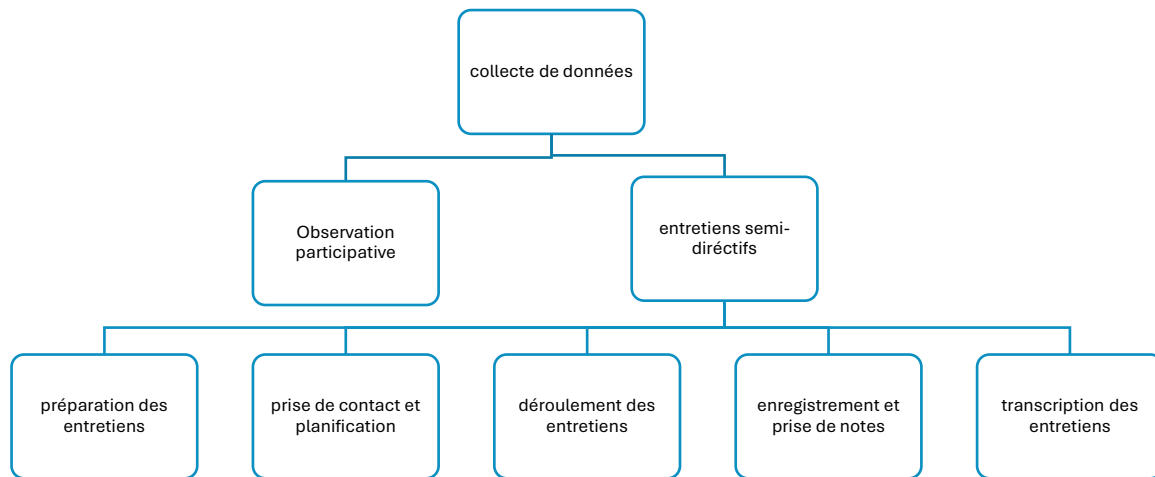 collecte de données
Observation
participative
entretiens semi-
diréctifs
préparation des
entretiens
prise de contact et
planification
déroulement des
entretiens
enregistrement et
prise de notes
transcription des
entretiens